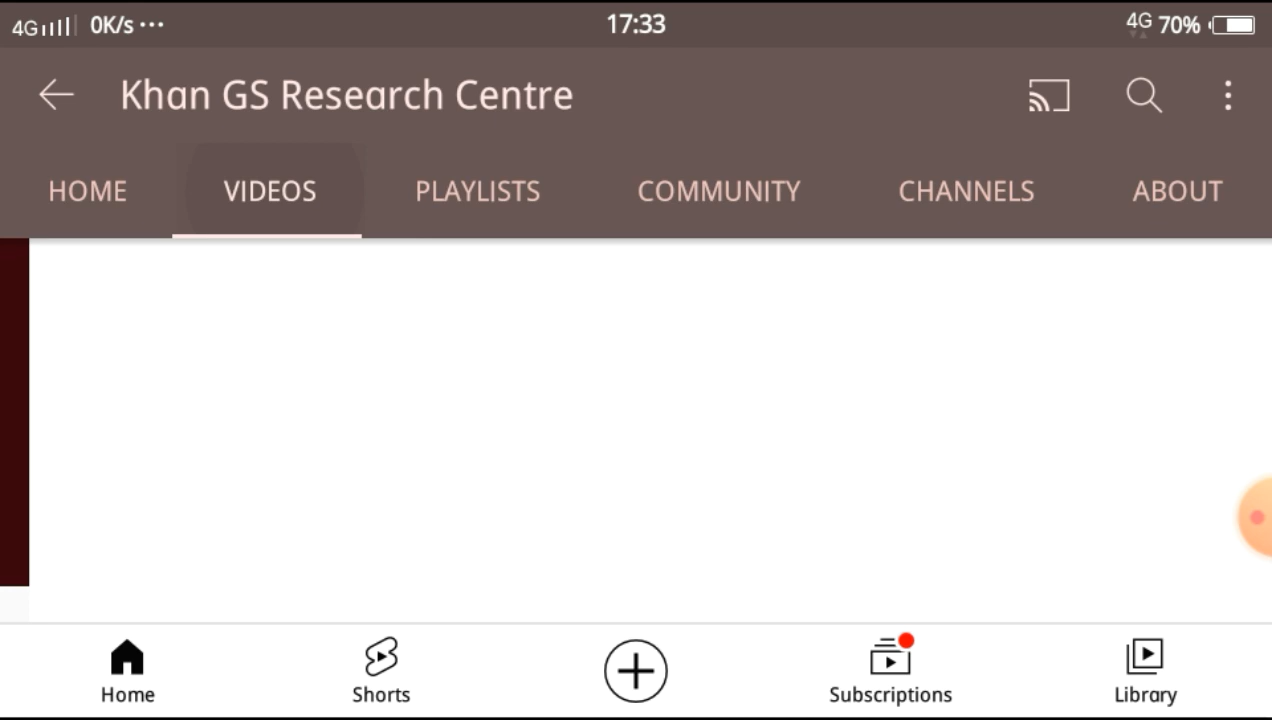 4G 0K/s ... 17:33 4G 70%
Khan GS Research Centre
HOME VIDEOS PLAYLISTS COMMUNITY CHANNELS ABOUT
Home Shorts Subscriptions Library